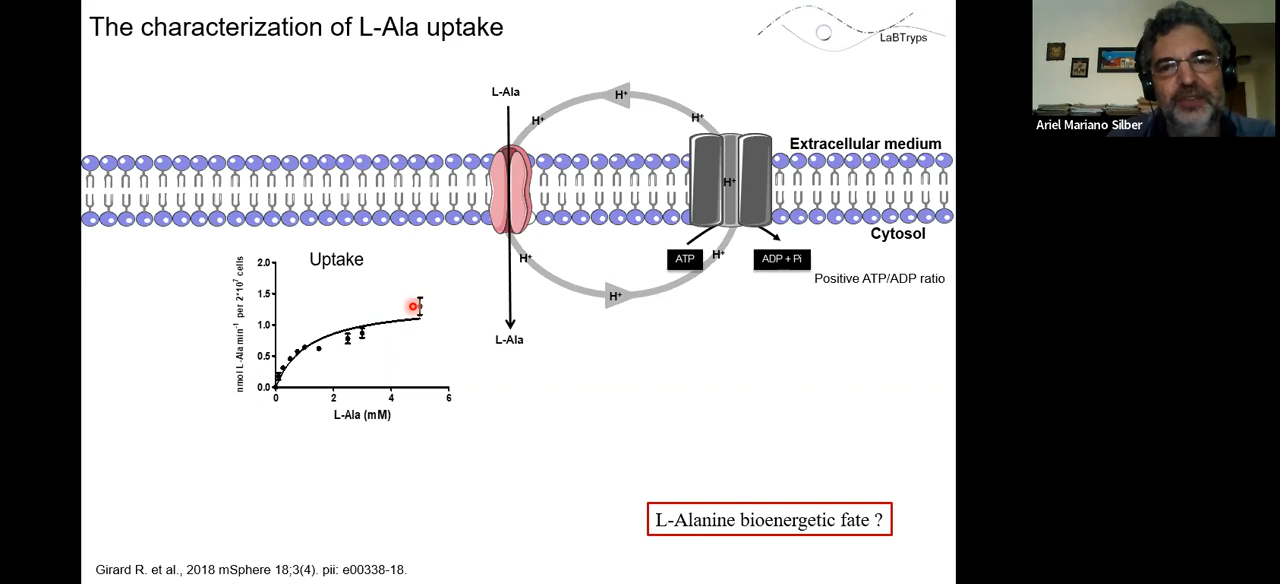 The characterization of L-Ala uptake
LaBTryps
Ariel Mariano Silber
L-Ala
H⁺
H⁺
H⁺
Extracellular medium
H⁺
Cytosol
H⁺
H⁺
ATP
ADP + Pi
Positive ATP/ADP ratio
H⁺
L-Ala
Uptake
nmol L-Ala min⁻¹ per 2*10⁷ cells
2.0
1.5
1.0
0.5
0.0
0 2 4 6
L-Ala (mM)
L-Alanine bioenergetic fate ?
Girard R. et al., 2018 mSphere 18;3(4). pii: e00338-18.